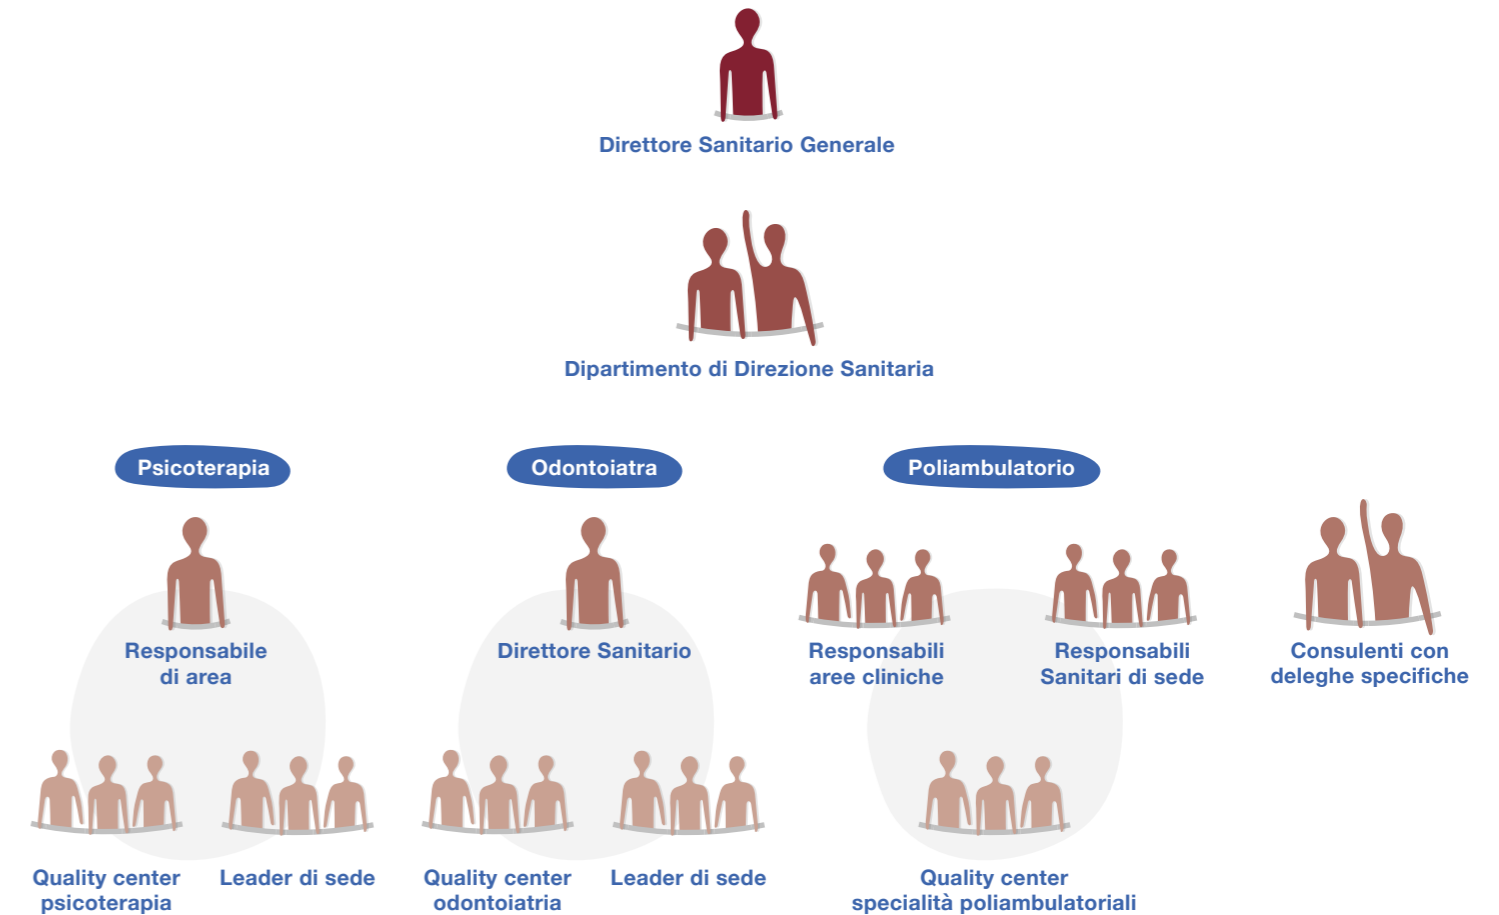 Direttore Sanitario Generale
Dipartimento di Direzione Sanitaria
Psicoterapia
Odontoiatra
Poliambulatorio
Responsabile
di area
Direttore Sanitario
Responsabili
aree cliniche
Responsabili
Sanitari di sede
Consulenti con
deleghe specifiche
Quality center
psicoterapia
Leader di sede
Quality center
odontoiatria
Leader di sede
Quality center
specialità poliambulatoriali